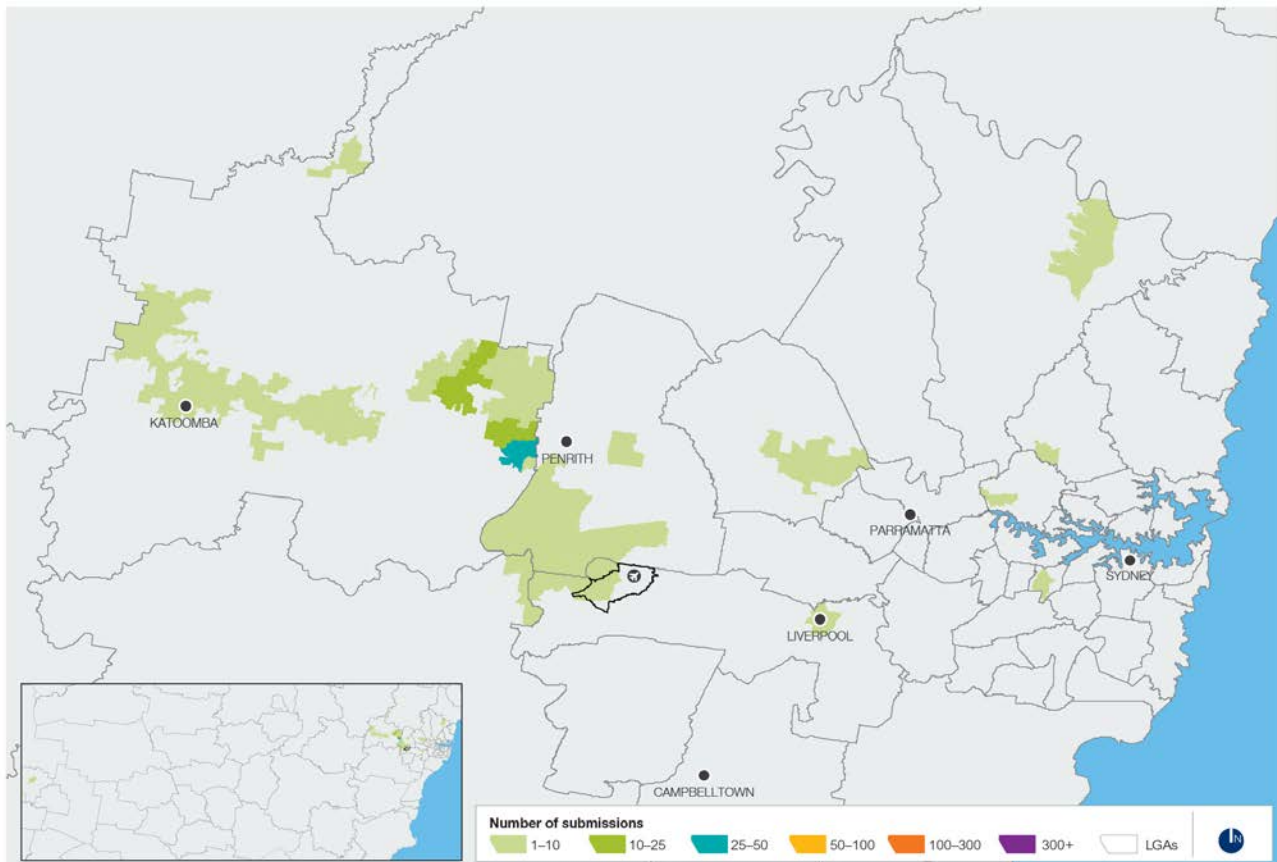 KATOOMBA
PENRITH
PARRAMATTA
SYDNEY
LIVERPOOL
CAMPBELLTOWN
Number of submissions
1–10 10–25 25–50 50–100 100–300 300+ LGAs
N